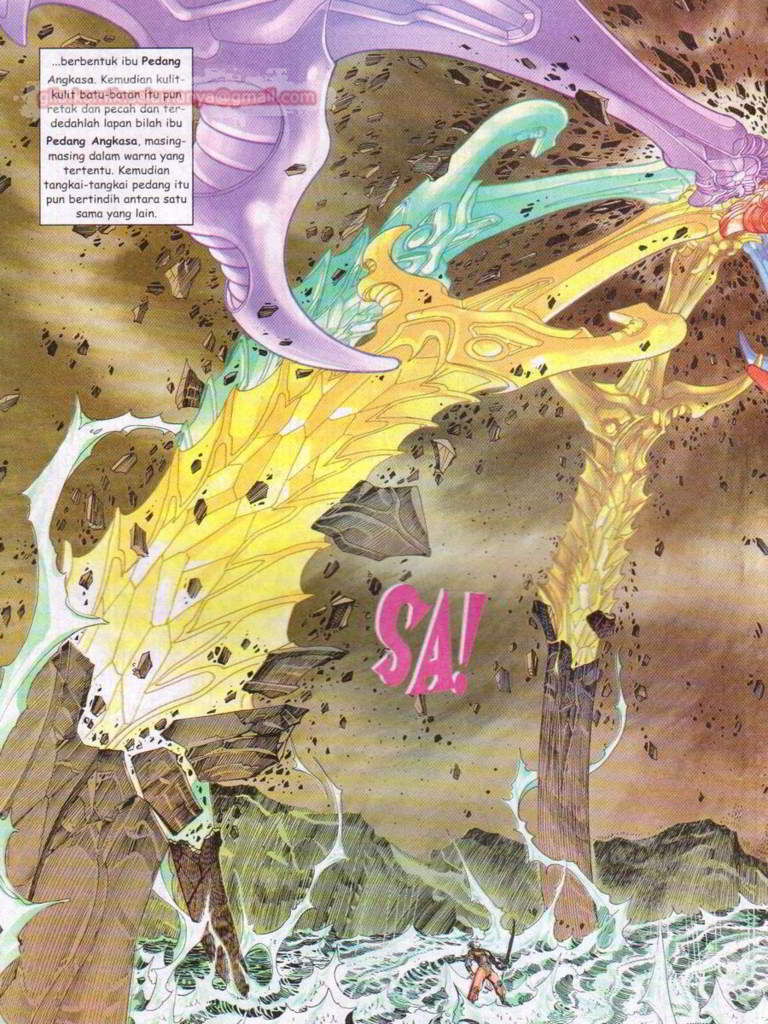 ...berbentuk ibu Pedang
Angkasa. Kemudian kulit-
kulit batu-batan itu pun
retak dan pecah dan ter-
dedahlah lapan bilah ibu
Pedang Angkasa, masing-
masing dalam warna yang
tertentu. Kemudian
tangkai-tangkai pedang itu
pun bertindih antara satu
sama yang lain.
SA!